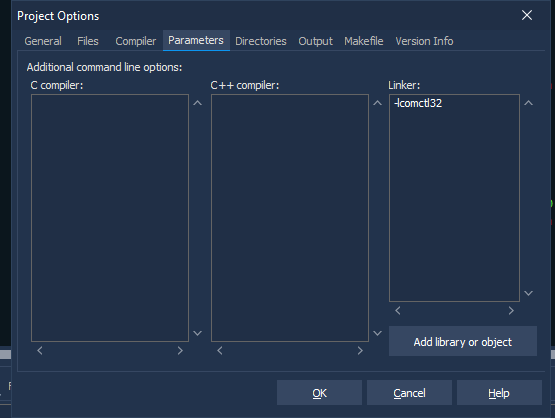 Project Options
General Files Compiler Parameters Directories Output Makefile Version Info
Additional command line options:
C compiler: C++ compiler: Linker:
-lcomctl32
Add library or object
OK Cancel Help